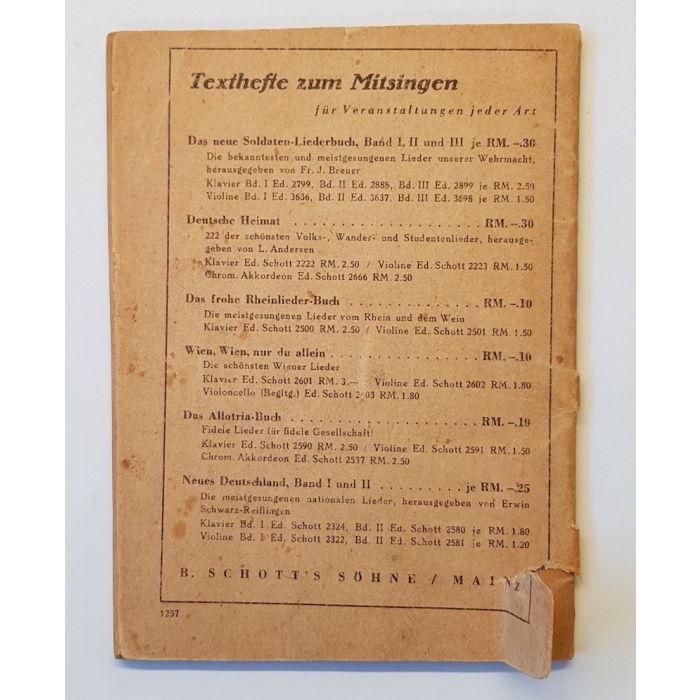 Texthefte zum Mitsingen
für Veranstaltungen jeder Art
Das neue Soldaten-Liederbuch, Band I, II und III je RM. –.30
Die bekanntesten und meistgesungenen Lieder unserer Wehrmacht,
herausgegeben von Fr. J. Breuer
Klavier Bd. I Ed. 2799, Bd. II Ed. 2888, Bd. III Ed. 2899 je RM. 2.50
Violine Bd. I Ed. 3636, Bd. II Ed. 3637, Bd. III Ed. 3698 je RM. 1.50
Deutsche Heimat . . . . . . . . . . . . . . . . RM. –.30
222 der schönsten Volks-, Wander- und Studentenlieder, herausge-
geben von L. Andersen
Klavier Ed. Schott 2222 RM. 2.50 / Violine Ed. Schott 2223 RM. 1.50
Chrom. Akkordeon Ed. Schott 2666 RM. 2.50
Das frohe Rheinlieder-Buch . . . . . . . . . . . . RM. –.10
Die meistgesungenen Lieder vom Rhein und dem Wein
Klavier Ed. Schott 2500 RM. 2.50 / Violine Ed. Schott 2501 RM. 1.50
Wien, Wien, nur du allein . . . . . . . . . . . . . RM. –.10
Die schönsten Wiener Lieder
Klavier Ed. Schott 2601 RM. 3.— Violine Ed. Schott 2602 RM. 1.80
Violoncello (Begltg.) Ed. Schott 2603 RM. 1.80
Das Allotria-Buch . . . . . . . . . . . . . . . . RM. –.10
Fidele Lieder für fidele Gesellschaft!
Klavier Ed. Schott 2590 RM. 2.50 / Violine Ed. Schott 2591 RM. 1.50
Chrom. Akkordeon Ed. Schott 2537 RM. 2.50
Neues Deutschland, Band I und II . . . . . . . . . je RM. –.25
Die meistgesungenen nationalen Lieder, herausgegeben von Erwin
Schwarz-Reiflingen
Klavier Bd. I Ed. Schott 2324, Bd. II Ed. Schott 2580 je RM. 1.80
Violine Bd. I Ed. Schott 2322, Bd. II Ed. Schott 2581 je RM. 1.20
B. SCHOTT'S SÖHNE / MAINZ
1257